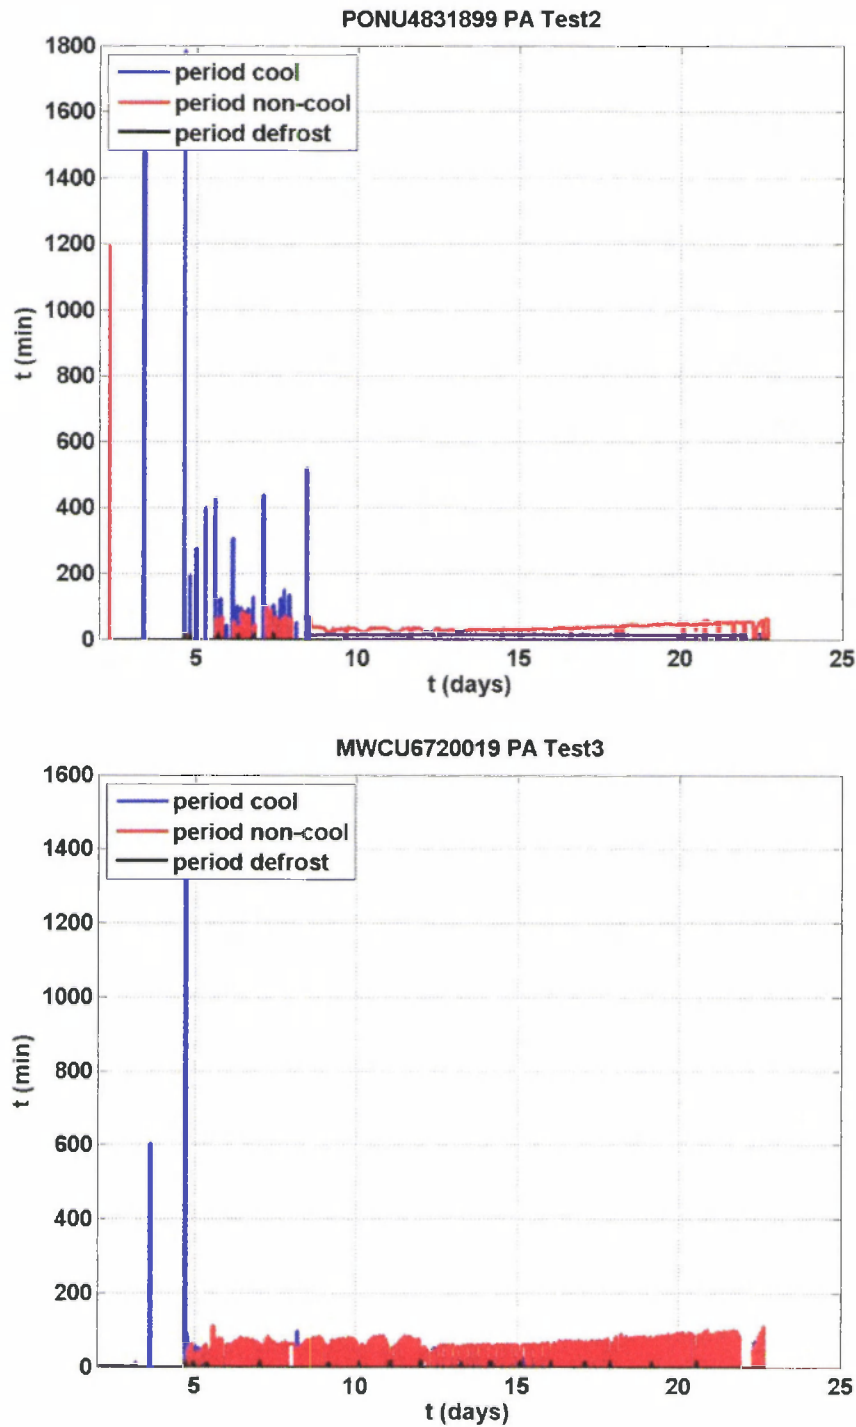 PONU4831899 PA Test2
1800
1600
1400
1200
1000
800
600
400
200
0
t (min)
period cool
period non-cool
period defrost
5
10
15
20
25
t (days)
MWCU6720019 PA Test3
1600
1400
1200
1000
800
600
400
200
0
t (min)
period cool
period non-cool
period defrost
5
10
15
20
25
t (days)